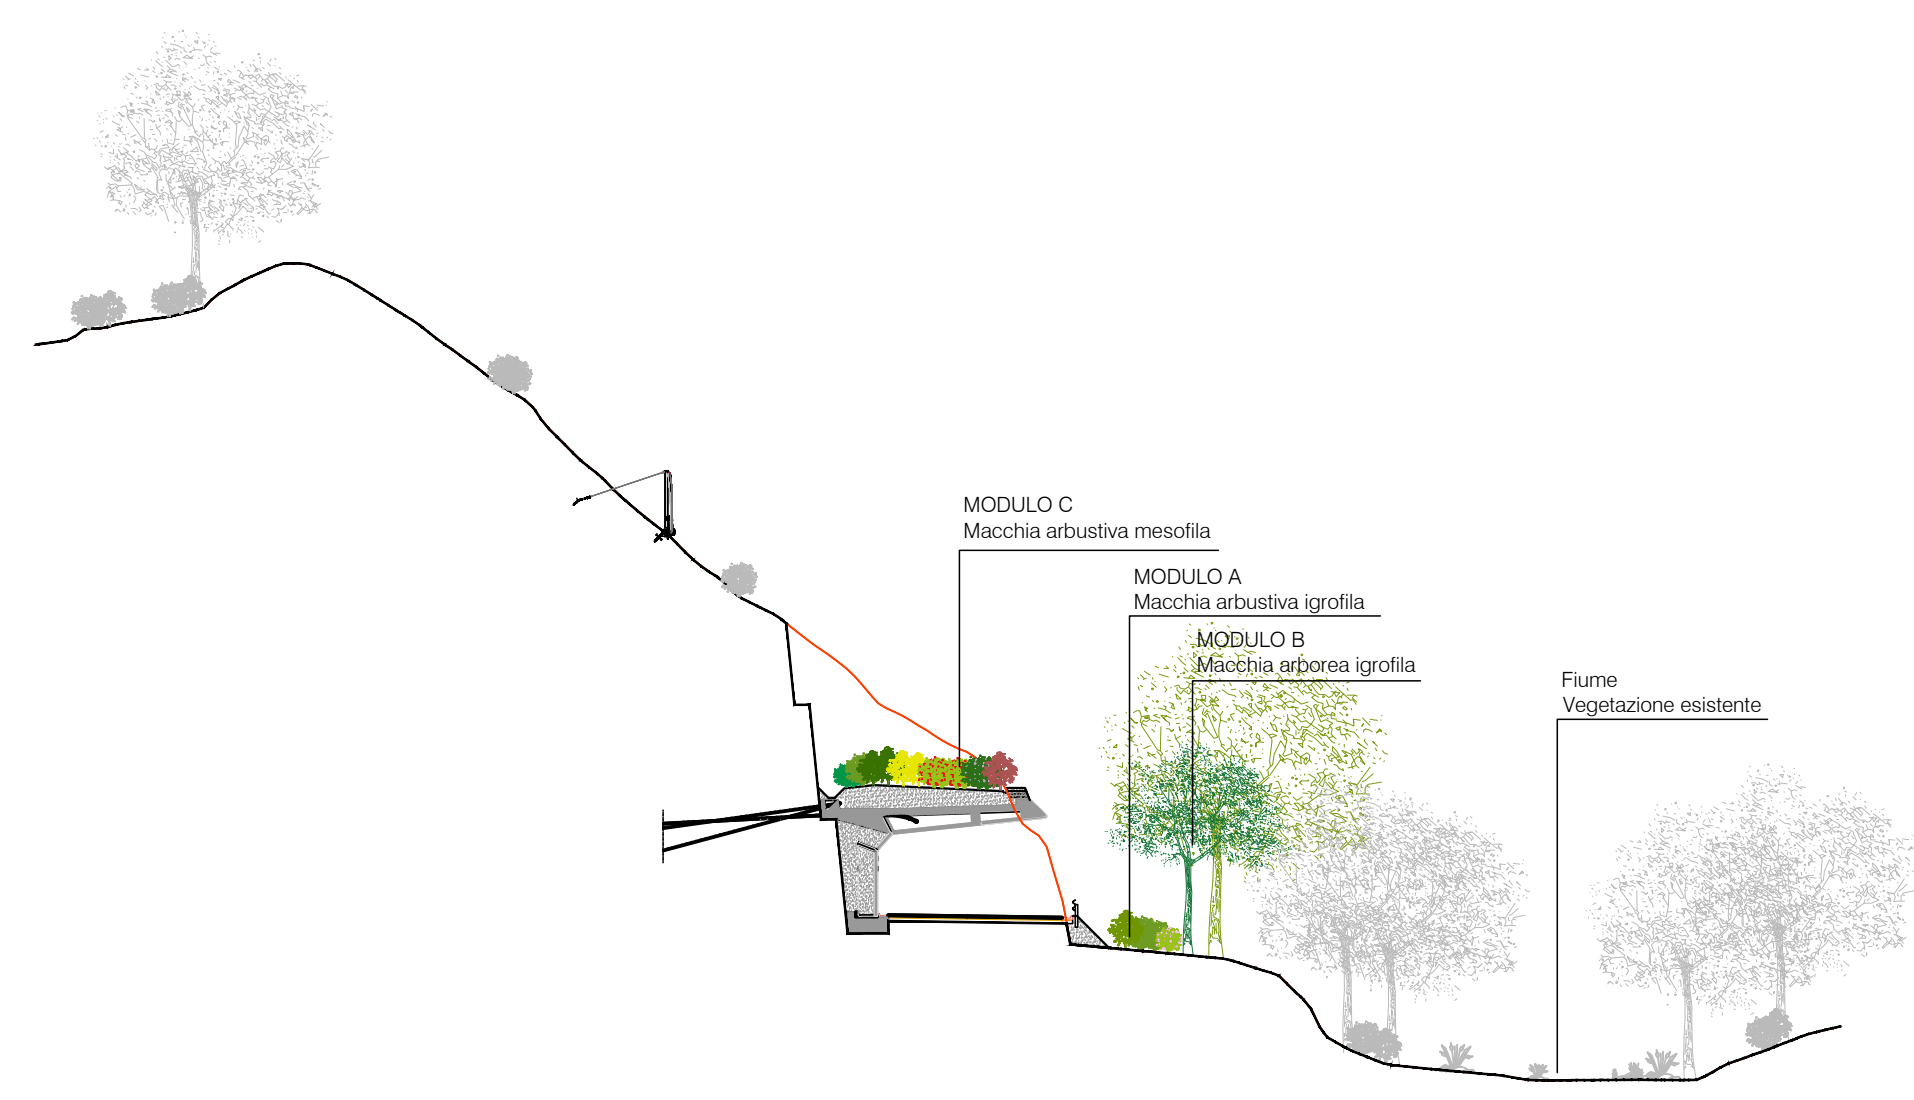 MODULO C
Macchia arbustiva mesofila
MODULO A
Macchia arbustiva igrofila
MODULO B
Macchia arborea igrofila
Fiume
Vegetazione esistente